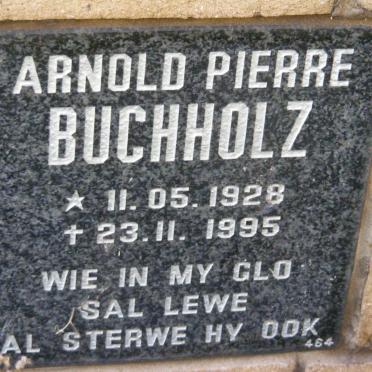 ARNOLD PIERRE
BUCHHOLZ
★ 11. 05. 1928
✝ 23. 11. 1995
WIE IN MY GLO
SAL LEWE
AL STERWE HY OOK
464